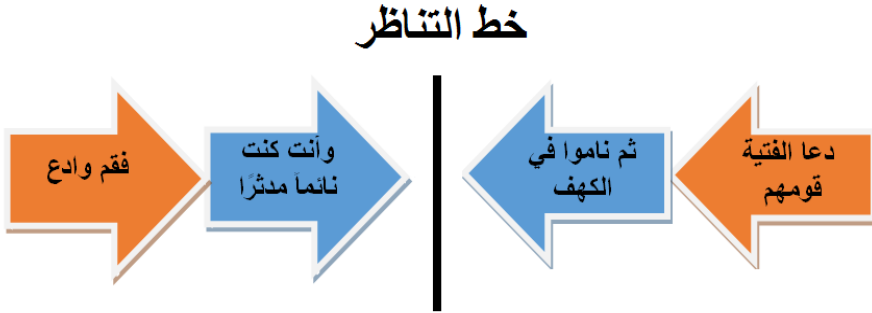 خط التناظر
دعا الفتية
قومهم
ثم ناموا في
الكهف
وأنت كنت
نائماً مدثرًا
فقم وادع